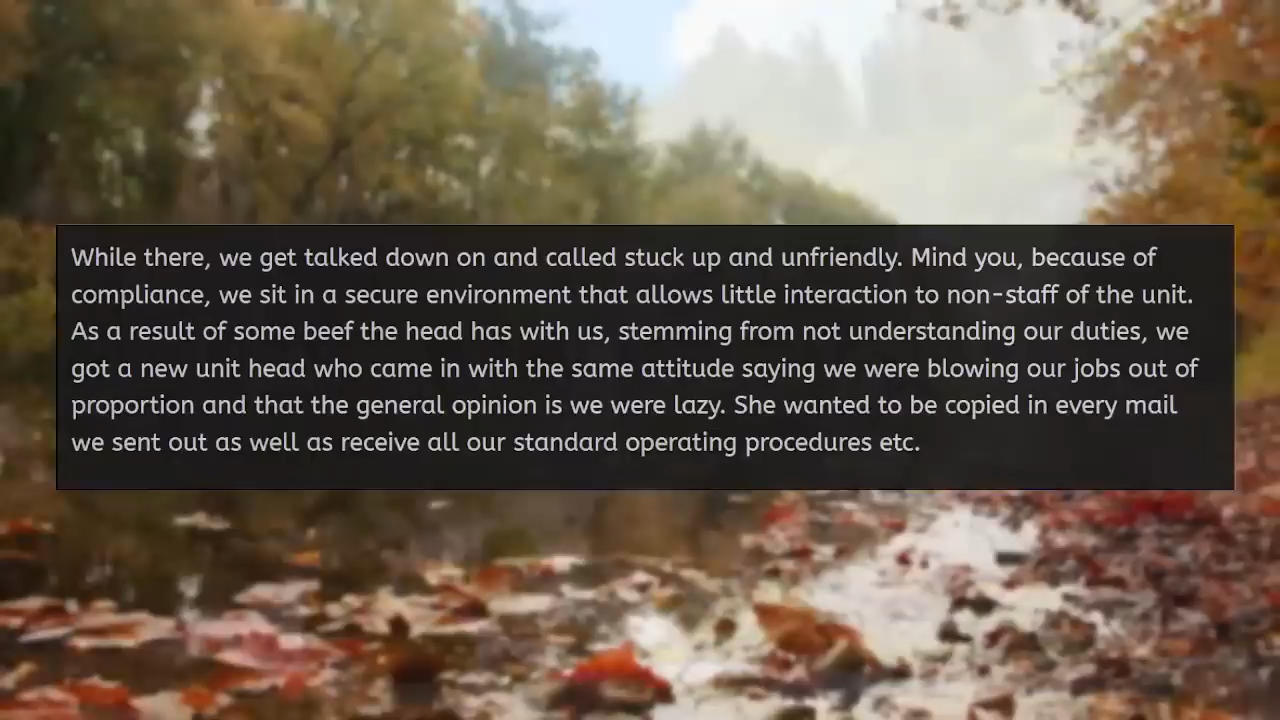 While there, we get talked down on and called stuck up and unfriendly. Mind you, because of
compliance, we sit in a secure environment that allows little interaction to non-staff of the unit.
As a result of some beef the head has with us, stemming from not understanding our duties, we
got a new unit head who came in with the same attitude saying we were blowing our jobs out of
proportion and that the general opinion is we were lazy. She wanted to be copied in every mail
we sent out as well as receive all our standard operating procedures etc.